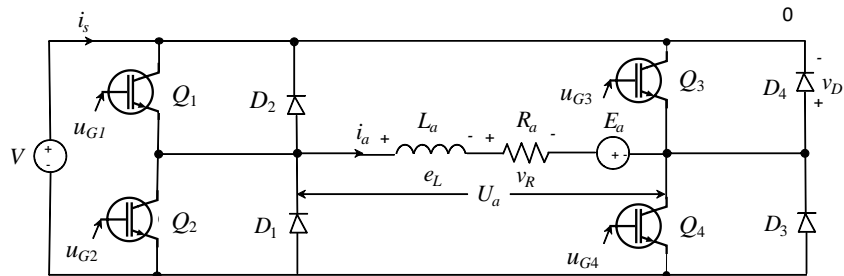 0
i_s
-
u_G1
Q_1
D_2
u_G3
Q_3
D_4
v_D
+
V
+
-
i_a
+
L_a
-
+
R_a
-
E_a
+-
e_L
v_R
U_a
u_G2
Q_2
D_1
u_G4
Q_4
D_3